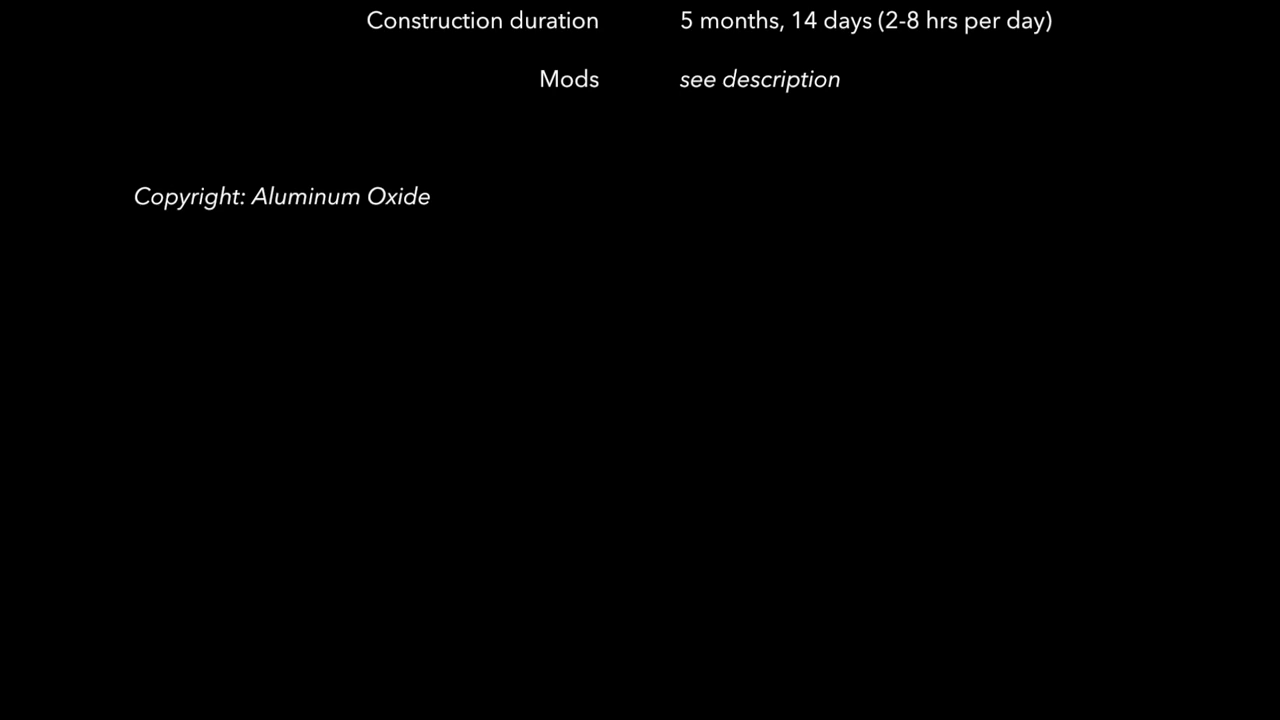 Construction duration 5 months, 14 days (2-8 hrs per day)
Mods see description
Copyright: Aluminum Oxide